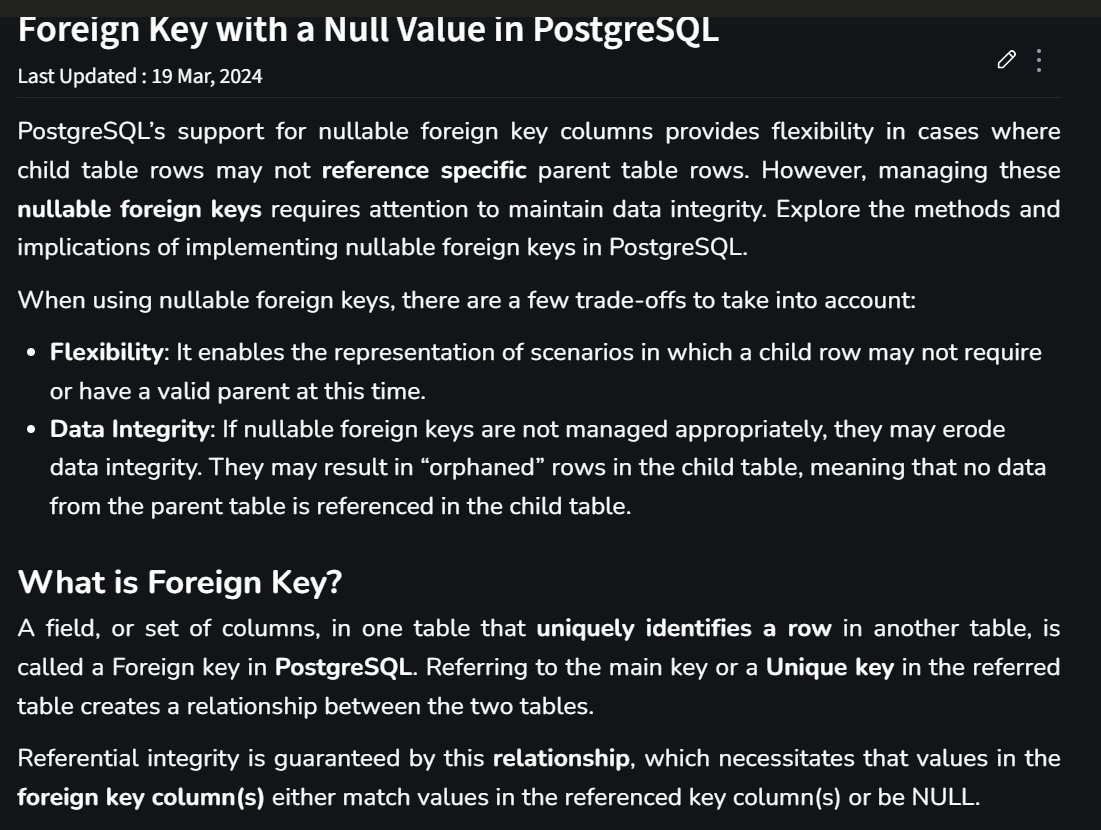 Foreign Key with a Null Value in PostgreSQL
Last Updated : 19 Mar, 2024
PostgreSQL’s support for nullable foreign key columns provides flexibility in cases where
child table rows may not reference specific parent table rows. However, managing these
nullable foreign keys requires attention to maintain data integrity. Explore the methods and
implications of implementing nullable foreign keys in PostgreSQL.
When using nullable foreign keys, there are a few trade-offs to take into account:
• Flexibility: It enables the representation of scenarios in which a child row may not require
or have a valid parent at this time.
• Data Integrity: If nullable foreign keys are not managed appropriately, they may erode
data integrity. They may result in “orphaned” rows in the child table, meaning that no data
from the parent table is referenced in the child table.
What is Foreign Key?
A field, or set of columns, in one table that uniquely identifies a row in another table, is
called a Foreign key in PostgreSQL. Referring to the main key or a Unique key in the referred
table creates a relationship between the two tables.
Referential integrity is guaranteed by this relationship, which necessitates that values in the
foreign key column(s) either match values in the referenced key column(s) or be NULL.